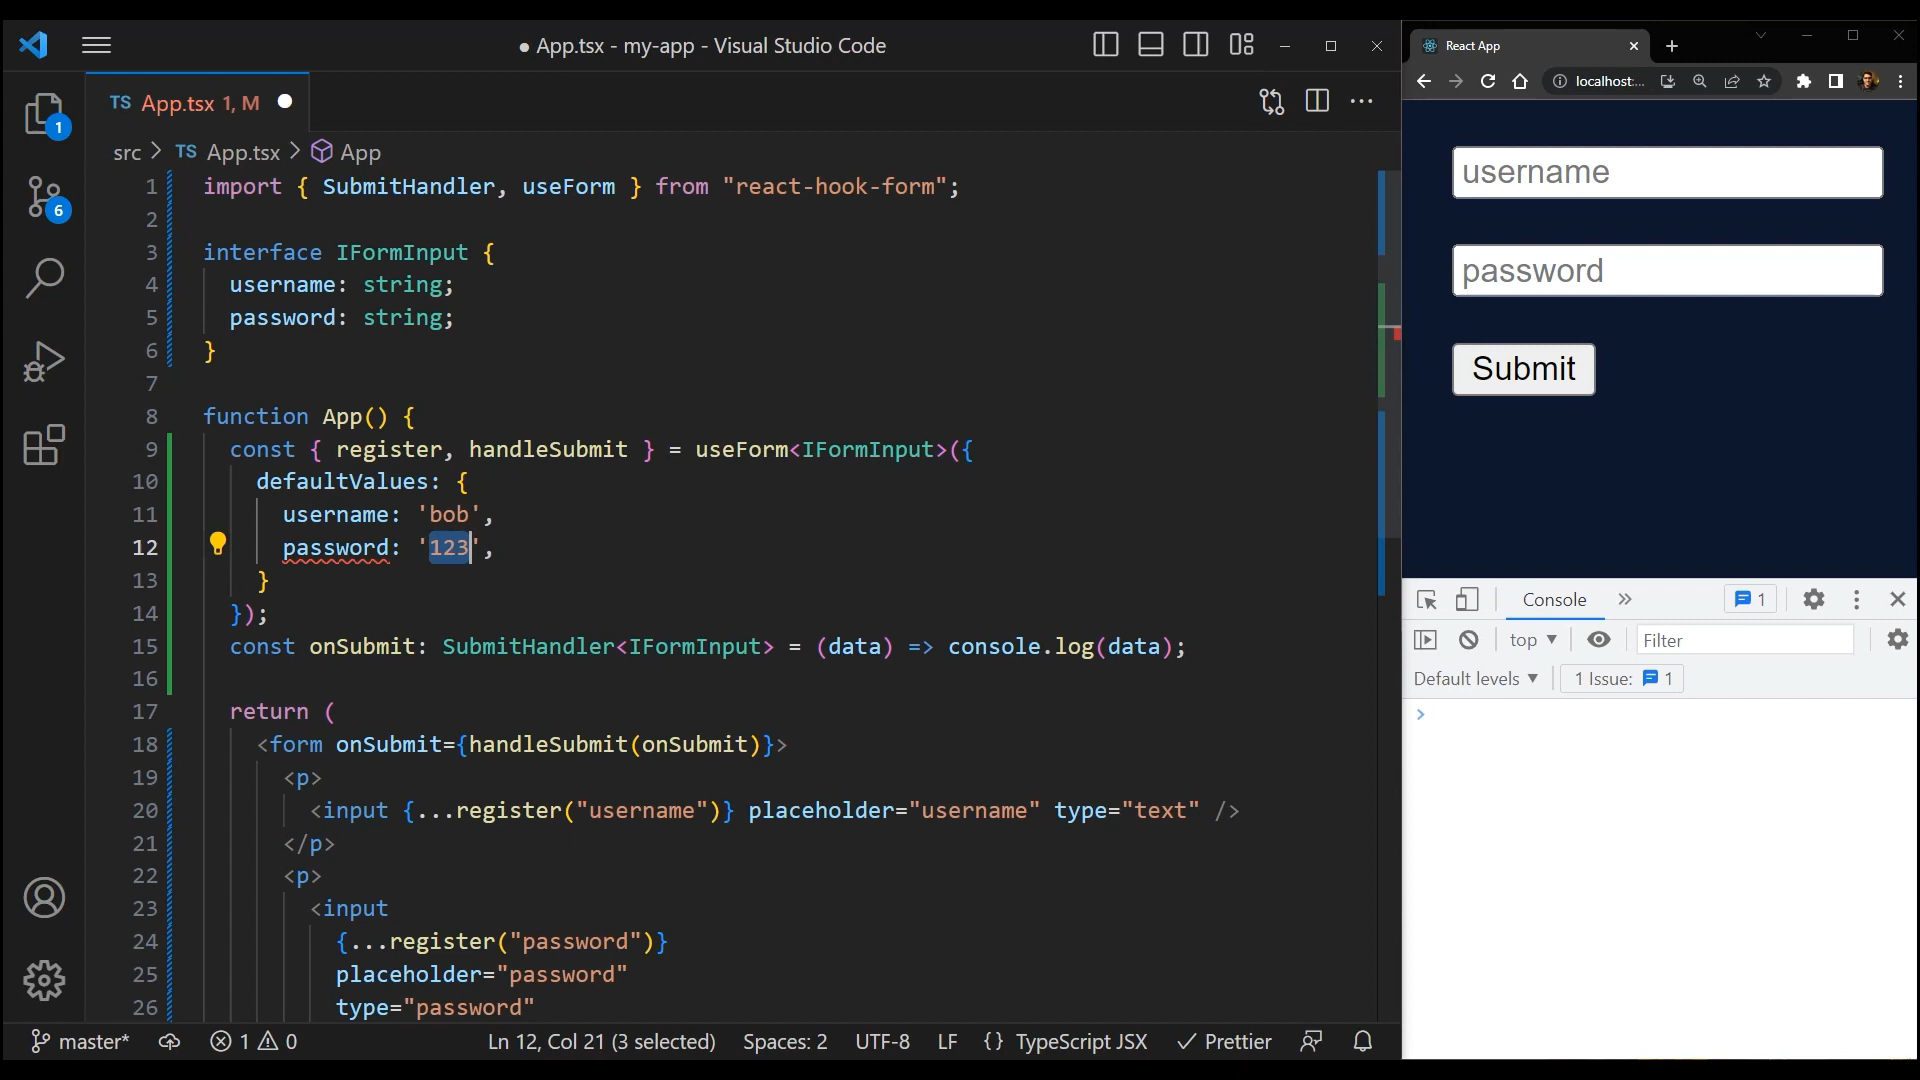 ● App.tsx - my-app - Visual Studio Code
TS App.tsx 1, M
src > TS App.tsx > App
1 import { SubmitHandler, useForm } from "react-hook-form";
2
3 interface IFormInput {
4 username: string;
5 password: string;
6 }
7
8 function App() {
9 const { register, handleSubmit } = useForm<IFormInput>({
10 defaultValues: {
11 username: 'bob',
12 password: '123',
13 }
14 });
15 const onSubmit: SubmitHandler<IFormInput> = (data) => console.log(data);
16
17 return (
18 <form onSubmit={handleSubmit(onSubmit)}>
19 <p>
20 <input {...register("username")} placeholder="username" type="text" />
21 </p>
22 <p>
23 <input
24 {...register("password")}
25 placeholder="password"
26 type="password"
1
6
master* 1 0 Ln 12, Col 21 (3 selected) Spaces: 2 UTF-8 LF {} TypeScript JSX Prettier
React App
localhost:...
username
password
Submit
Console 1
top Filter
Default levels 1 Issue: 1